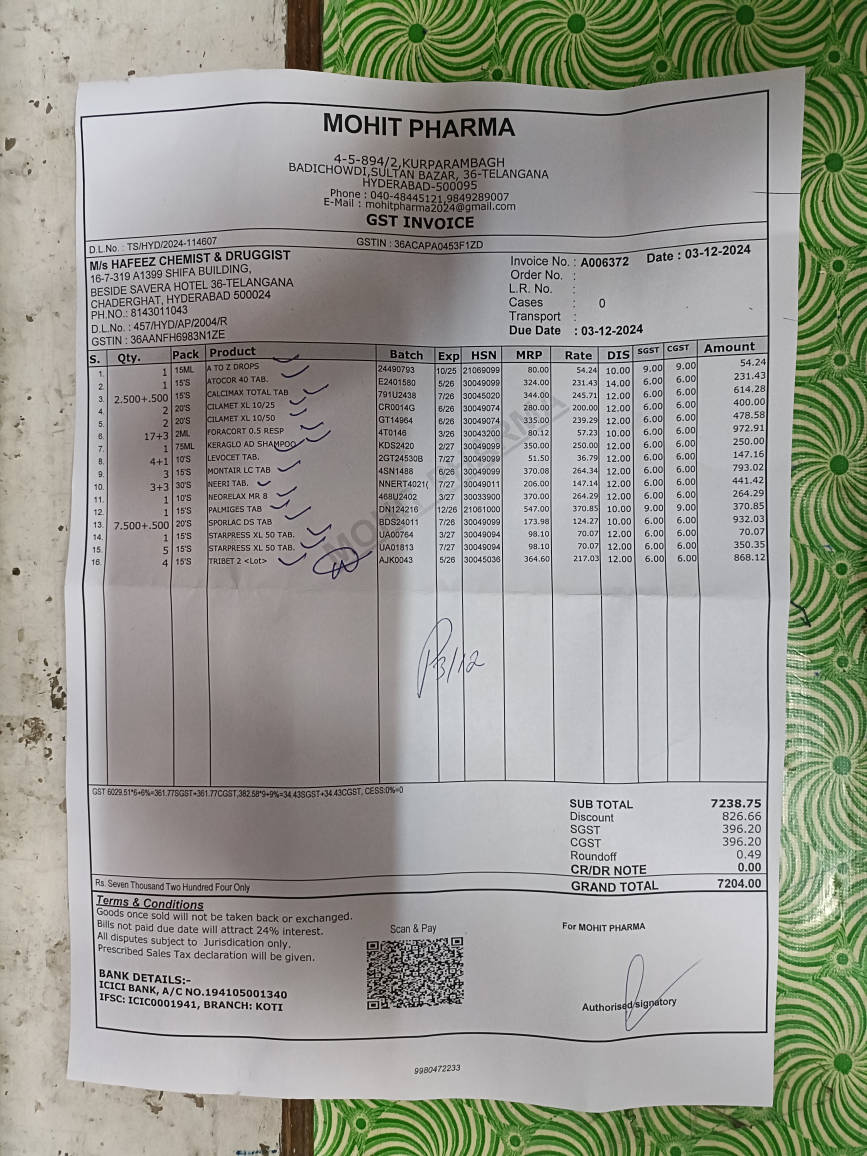 MOHIT PHARMA
4-5-894/2,KURPARAMBAGH
BADICHOWDI,SULTAN BAZAR, 36-TELANGANA
HYDERABAD-500095
Phone : 040-48445121,9849289007
E-Mail : mohitpharma2024@gmail.com
GST INVOICE
D.L.No. : TS/HYD/2024-114607 GSTIN : 36ACAPA0453F1ZD
M/s HAFEEZ CHEMIST & DRUGGIST
16-7-319 A1399 SHIFA BUILDING,
BESIDE SAVERA HOTEL 36-TELANGANA
CHADERGHAT, HYDERABAD 500024
PH.NO.: 8143011043
D.L.No. : 457/HYD/AP/2004/R
GSTIN : 36AANFH6983N1ZE
Invoice No. : A006372 Date : 03-12-2024
Order No. :
L.R. No. :
Cases : 0
Transport :
Due Date : 03-12-2024
S. Qty. Pack Product Batch Exp HSN MRP Rate DIS SGST CGST Amount
1. 1 15ML A TO Z DROPS 24490793 10/25 21069099 80.00 54.24 10.00 9.00 9.00 54.24
2. 1 15'S ATOCOR 40 TAB. E2401580 5/26 30049099 324.00 231.43 14.00 6.00 6.00 231.43
3. 2.500+.500 15'S CALCIMAX TOTAL TAB 791U2438 7/26 30045020 344.00 245.71 12.00 6.00 6.00 614.28
4. 2 20'S CILAMET XL 10/25 CR0014G 6/26 30049074 280.00 200.00 12.00 6.00 6.00 400.00
5. 2 20'S CILAMET XL 10/50 GT14964 6/26 30049074 335.00 239.29 12.00 6.00 6.00 478.58
6. 17+3 2ML FORACORT 0.5 RESP 4T0146 3/26 30043200 80.12 57.23 10.00 6.00 6.00 972.91
7. 1 75ML KERAGLO AD SHAMPOO KDS2420 2/27 30049099 350.00 250.00 12.00 6.00 6.00 250.00
8. 4+1 10'S LEVOCET TAB. 2GT24530B 7/27 30049099 51.50 36.79 12.00 6.00 6.00 147.16
9. 3 15'S MONTAIR LC TAB 4SN1488 6/26 30049099 370.08 264.34 12.00 6.00 6.00 793.02
10. 3+3 30'S NEERI TAB. NNERT4021( 7/27 30049011 206.00 147.14 12.00 6.00 6.00 441.42
11. 1 10'S NEORELAX MR 8 468U2402 3/27 30033900 370.00 264.29 12.00 6.00 6.00 264.29
12. 1 15'S PALMIGES TAB DN124216 12/26 21061000 547.00 370.85 10.00 9.00 9.00 370.85
13. 7.500+.500 20'S SPORLAC DS TAB BDS24011 7/26 30049099 173.98 124.27 12.00 6.00 6.00 932.03
14. 1 15'S STARPRESS XL 50 TAB. UA00764 3/27 30049094 98.10 70.07 12.00 6.00 6.00 70.07
15. 5 15'S STARPRESS XL 50 TAB. UA01813 7/27 30049094 98.10 70.07 12.00 6.00 6.00 350.35
16. 4 15'S TRIBET 2 <Lot> AJK0043 5/26 30045036 364.60 217.03 12.00 6.00 6.00 868.12
MOHIT PHARMA
3/12
GST 6029.51*6+6%=361.77SGST+361.77CGST,382.58*9+9%=34.43SGST+34.43CGST, CESS:0%=0
SUB TOTAL 7238.75
Discount 826.66
SGST 396.20
CGST 396.20
Roundoff 0.49
CR/DR NOTE 0.00
GRAND TOTAL 7204.00
Rs. Seven Thousand Two Hundred Four Only
Terms & Conditions
Goods once sold will not be taken back or exchanged.
Bills not paid due date will attract 24% interest.
All disputes subject to Jurisdication only.
Prescribed Sales Tax declaration will be given.
BANK DETAILS:-
ICICI BANK, A/C NO.194105001340
IFSC: ICIC0001941, BRANCH: KOTI
Scan & Pay
For MOHIT PHARMA
Authorised signatory
9980472233